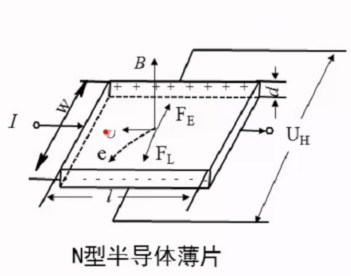 B
+ + + + + + + +
d
W
I
υ
F_E
U_H
e
F_L
- - - - - -
l
N型半导体薄片